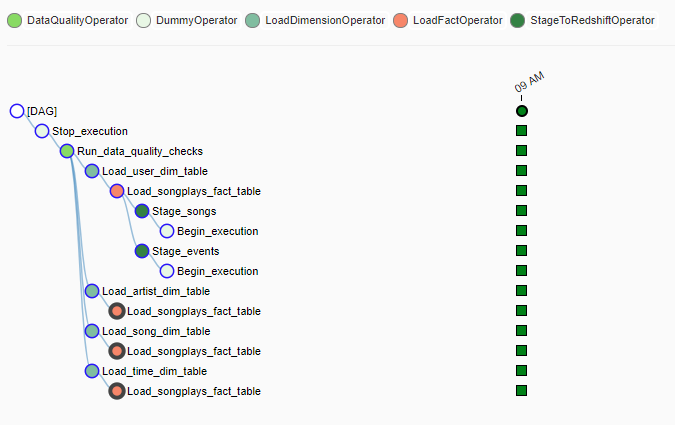 DataQualityOperator DummyOperator LoadDimensionOperator LoadFactOperator StageToRedshiftOperator
09 AM
[DAG]
Stop_execution
Run_data_quality_checks
Load_user_dim_table
Load_songplays_fact_table
Stage_songs
Begin_execution
Stage_events
Begin_execution
Load_artist_dim_table
Load_songplays_fact_table
Load_song_dim_table
Load_songplays_fact_table
Load_time_dim_table
Load_songplays_fact_table